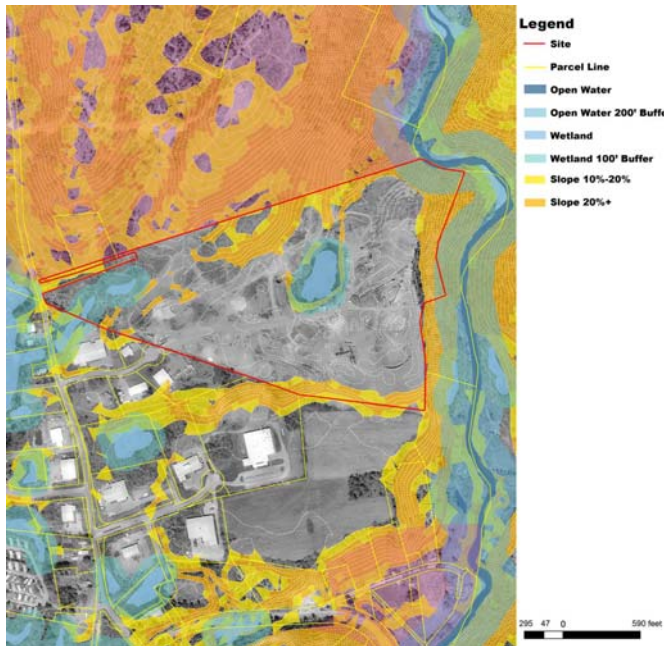 Legend
Site
Parcel Line
Open Water
Open Water 200' Buffe
Wetland
Wetland 100' Buffer
Slope 10%-20%
Slope 20%+
295 47 0 590 feet